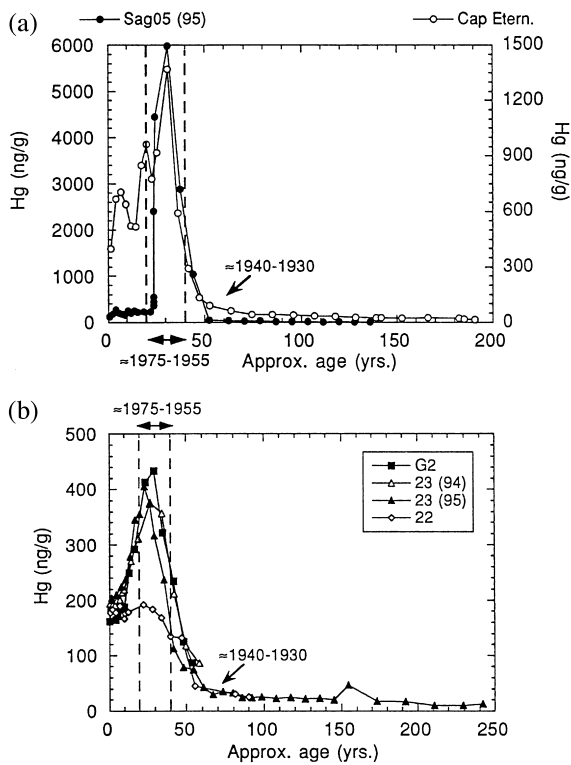 (a)
Sag05 (95)
Cap Etern.
6000
5000
4000
3000
2000
1000
0
Hg (ng/g)
1500
1200
900
600
300
0
Hg (ng/g)
≈1940-1930
0 50 100 150 200
≈1975-1955
Approx. age (yrs.)
(b)
≈1975-1955
500
400
300
200
100
0
Hg (ng/g)
G2
23 (94)
23 (95)
22
≈1940-1930
0 50 100 150 200 250
Approx. age (yrs.)